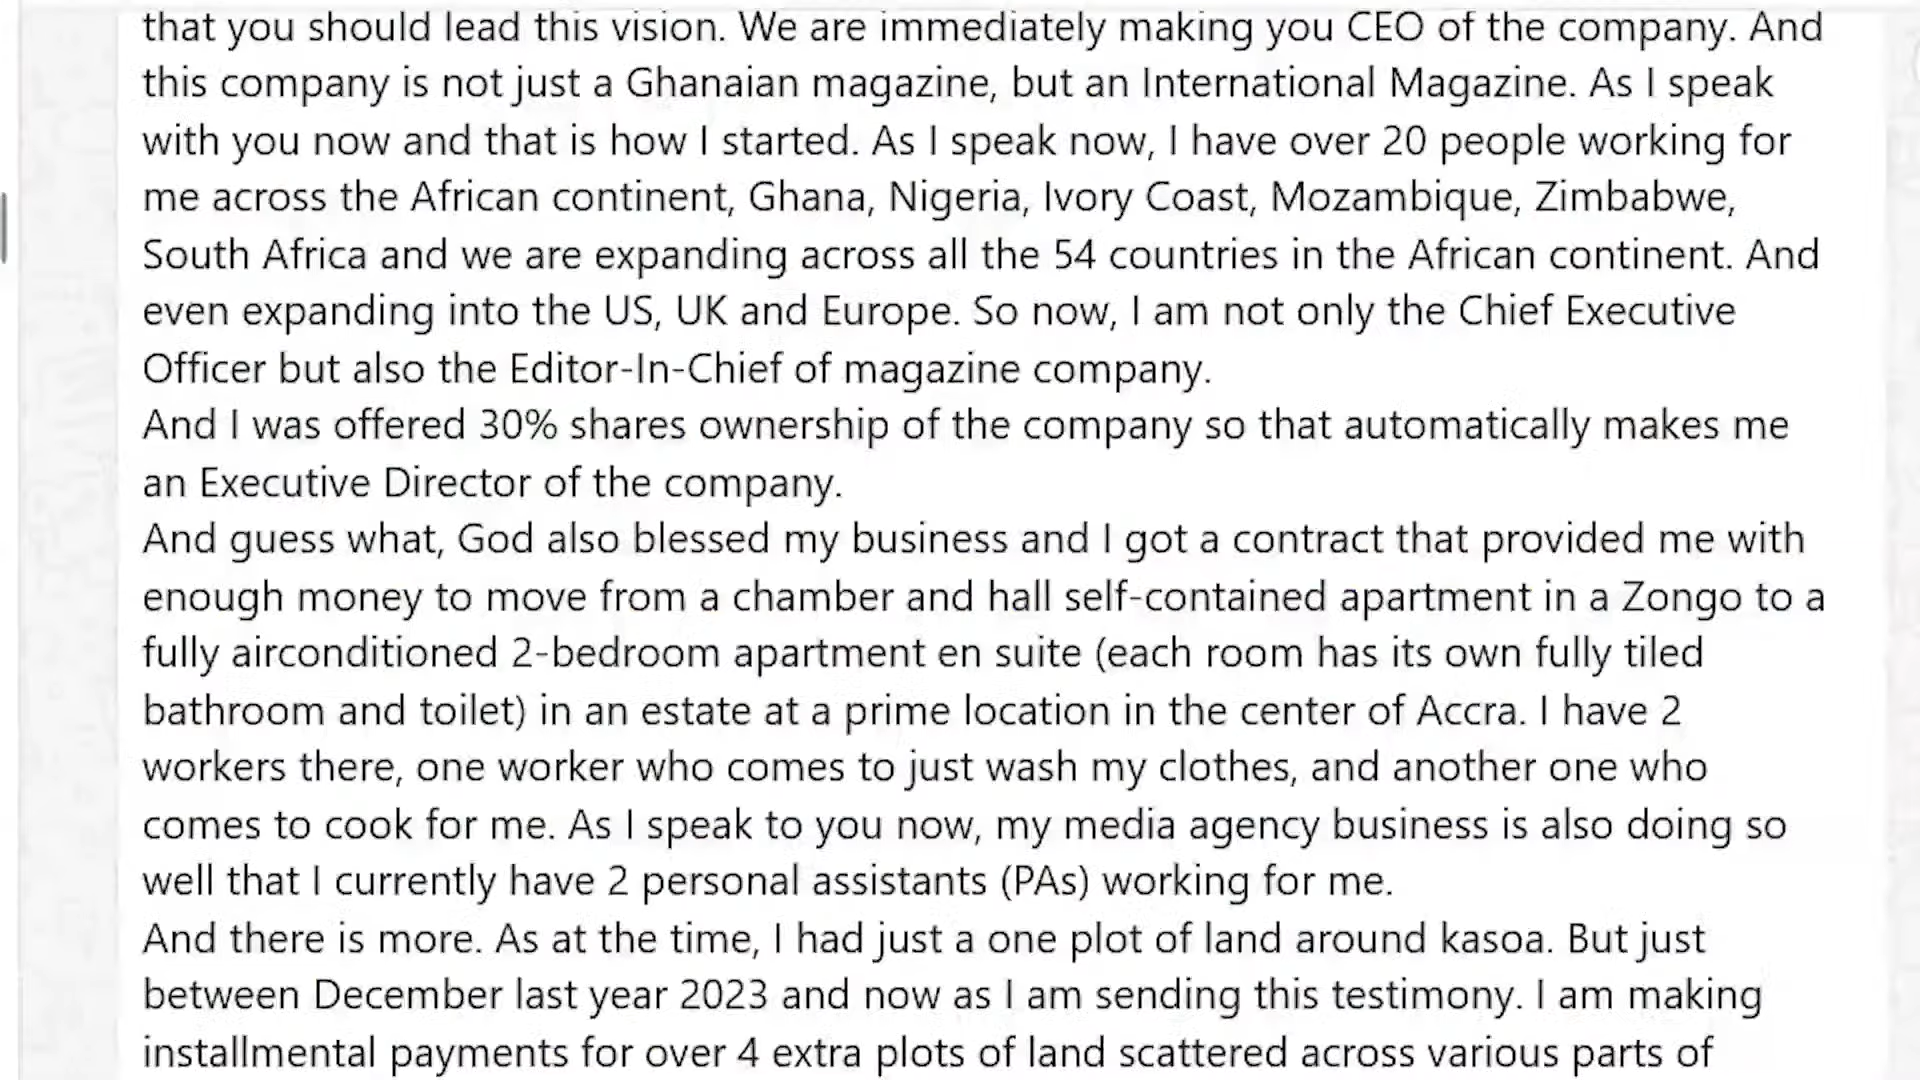 that you should lead this vision. We are immediately making you CEO of the company. And
this company is not just a Ghanaian magazine, but an International Magazine. As I speak
with you now and that is how I started. As I speak now, I have over 20 people working for
me across the African continent, Ghana, Nigeria, Ivory Coast, Mozambique, Zimbabwe,
South Africa and we are expanding across all the 54 countries in the African continent. And
even expanding into the US, UK and Europe. So now, I am not only the Chief Executive
Officer but also the Editor-In-Chief of magazine company.
And I was offered 30% shares ownership of the company so that automatically makes me
an Executive Director of the company.
And guess what, God also blessed my business and I got a contract that provided me with
enough money to move from a chamber and hall self-contained apartment in a Zongo to a
fully airconditioned 2-bedroom apartment en suite (each room has its own fully tiled
bathroom and toilet) in an estate at a prime location in the center of Accra. I have 2
workers there, one worker who comes to just wash my clothes, and another one who
comes to cook for me. As I speak to you now, my media agency business is also doing so
well that I currently have 2 personal assistants (PAs) working for me.
And there is more. As at the time, I had just a one plot of land around kasoa. But just
between December last year 2023 and now as I am sending this testimony. I am making
installmental payments for over 4 extra plots of land scattered across various parts of